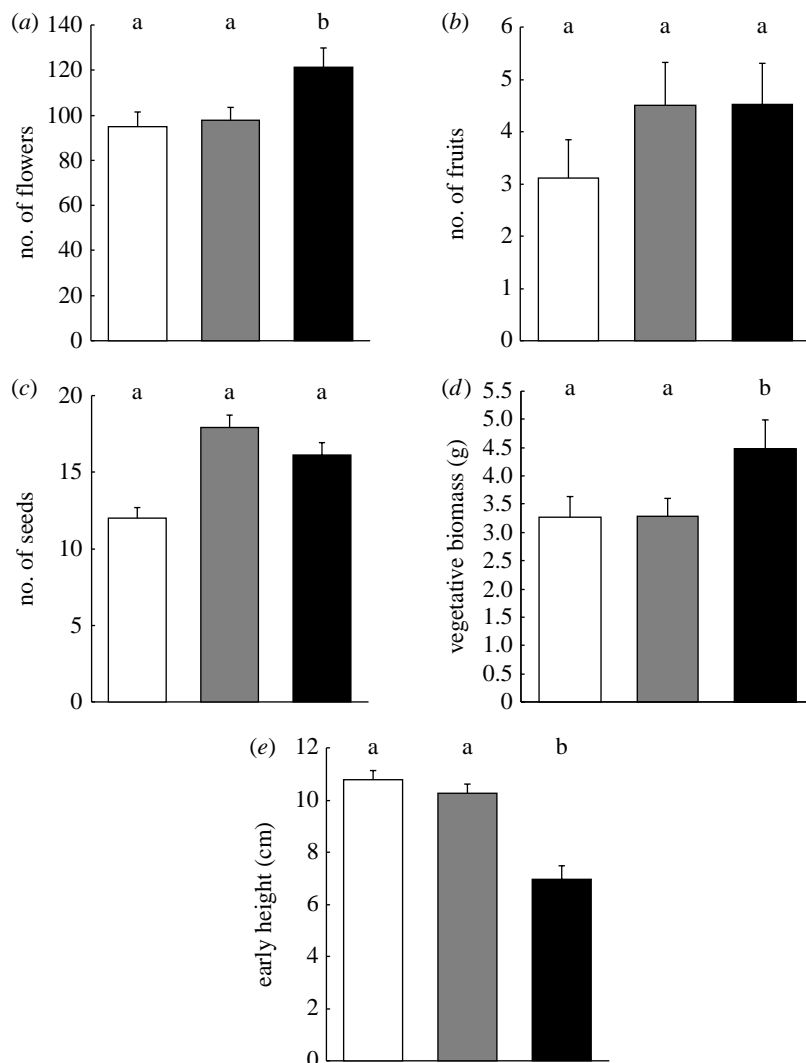 (a)
a a b
140
120
100
80
60
40
20
0
no. of flowers
(b)
a a a
6
5
4
3
2
1
0
no. of fruits
(c)
a a a
20
15
10
5
0
no. of seeds
(d)
a a b
5.5
5.0
4.5
4.0
3.5
3.0
2.5
2.0
1.5
1.0
0.5
0
vegetative biomass (g)
(e)
a a b
12
10
8
6
4
2
0
early height (cm)